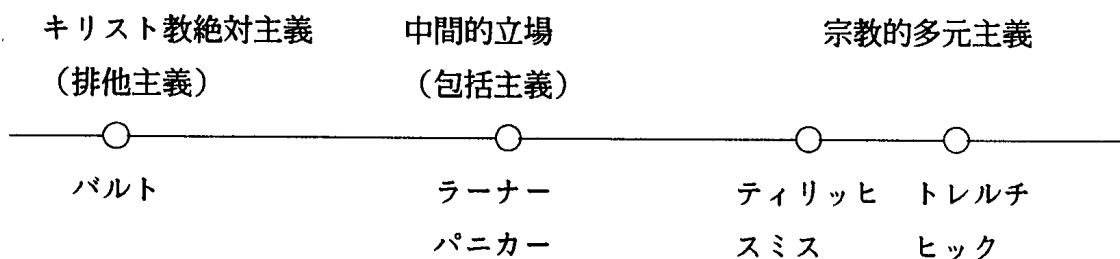 キリスト教絶対主義 中間的立場 宗教的多元主義
（排他主義） （包括主義）
バルト ラーナー ティリッヒ トレルチ
パニカー スミス ヒック